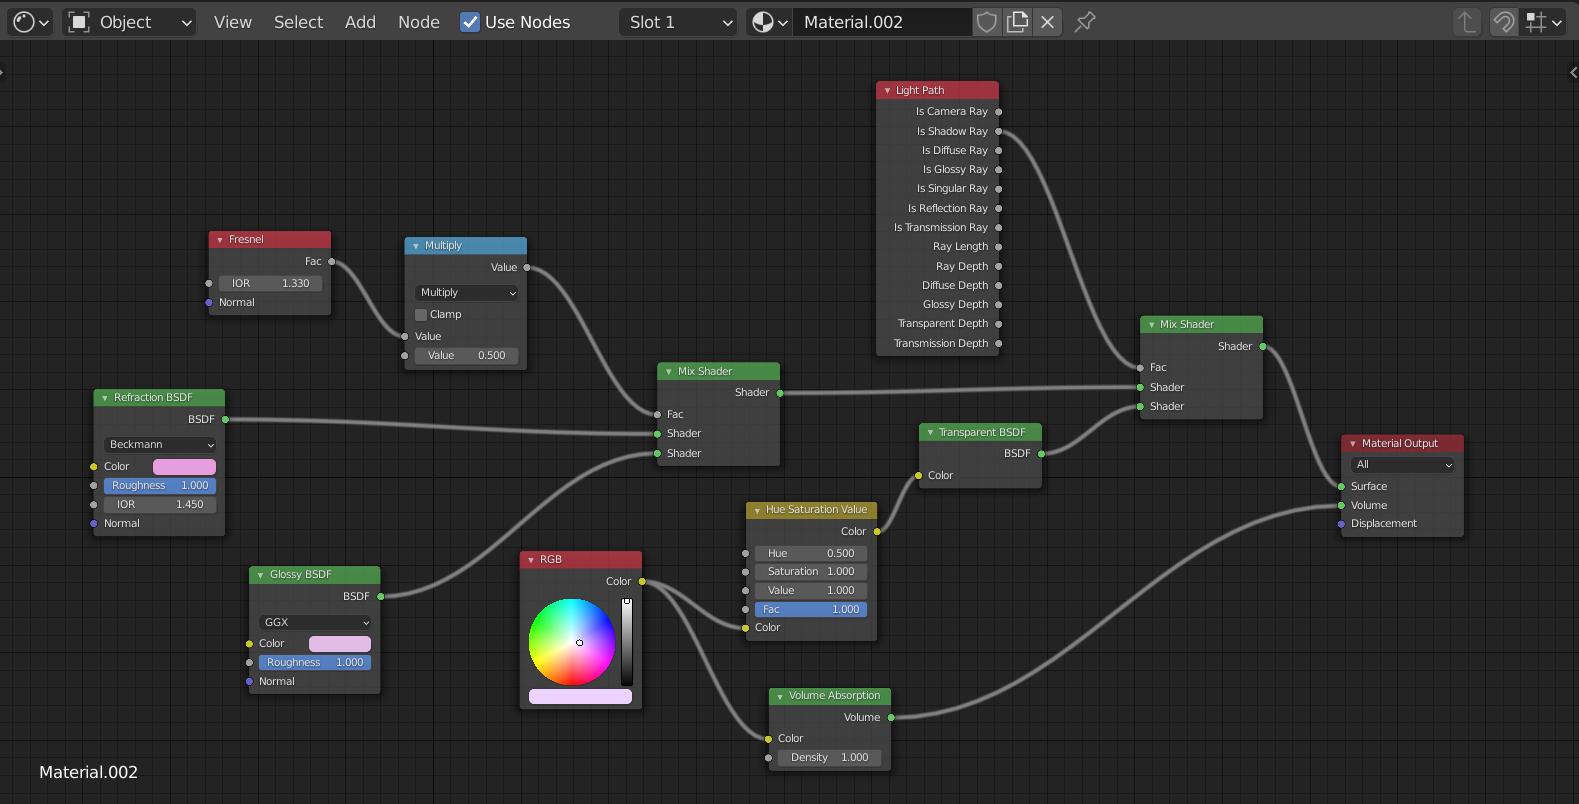 Object View Select Add Node Use Nodes Slot 1 Material.002
Light Path
Is Camera Ray
Is Shadow Ray
Is Diffuse Ray
Is Glossy Ray
Is Singular Ray
Is Reflection Ray
Is Transmission Ray
Ray Length
Ray Depth
Diffuse Depth
Glossy Depth
Transparent Depth
Transmission Depth
Fresnel
Fac
IOR 1.330
Normal
Multiply
Value
Multiply
Clamp
Value
Value 0.500
Mix Shader
Shader
Fac
Shader
Shader
Mix Shader
Shader
Fac
Shader
Shader
Refraction BSDF
BSDF
Beckmann
Color
Roughness 1.000
IOR 1.450
Normal
Transparent BSDF
BSDF
Color
Material Output
All
Surface
Volume
Displacement
Hue Saturation Value
Color
Hue 0.500
Saturation 1.000
Value 1.000
Fac 1.000
Color
Glossy BSDF
BSDF
GGX
Color
Roughness 1.000
Normal
RGB
Color
Volume Absorption
Volume
Color
Density 1.000
Material.002